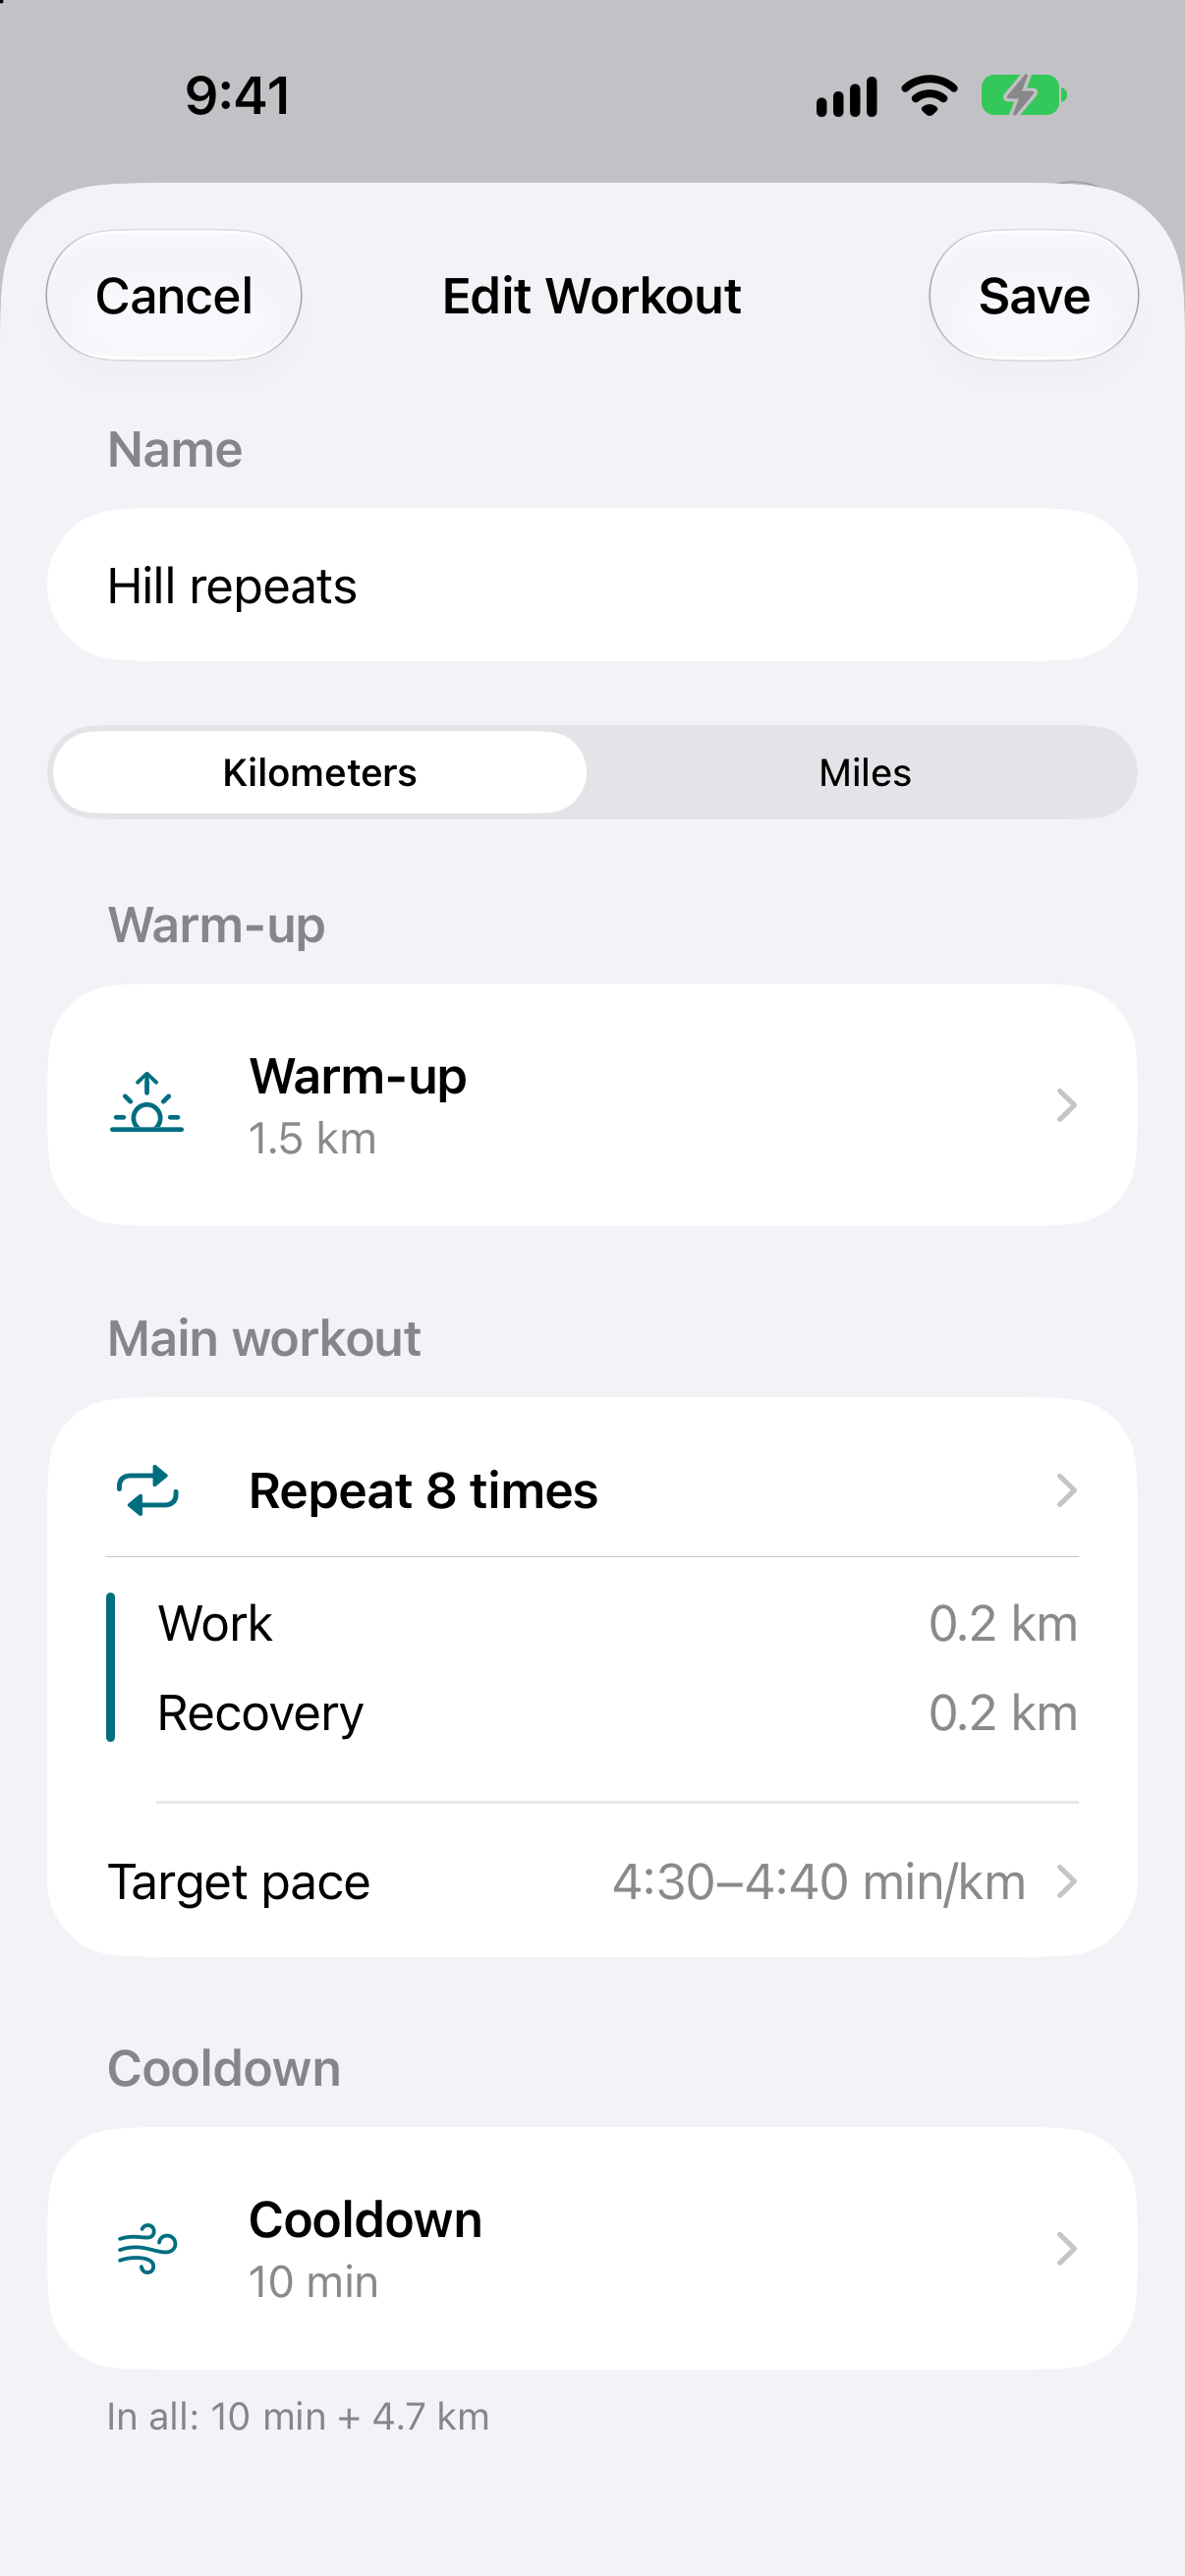 9:41
Cancel
Edit Workout
Save
Name
Hill repeats
Kilometers
Miles
Warm-up
Warm-up
1.5 km
Main workout
Repeat 8 times
Work
0.2 km
Recovery
0.2 km
Target pace
4:30–4:40 min/km
Cooldown
Cooldown
10 min
In all: 10 min + 4.7 km